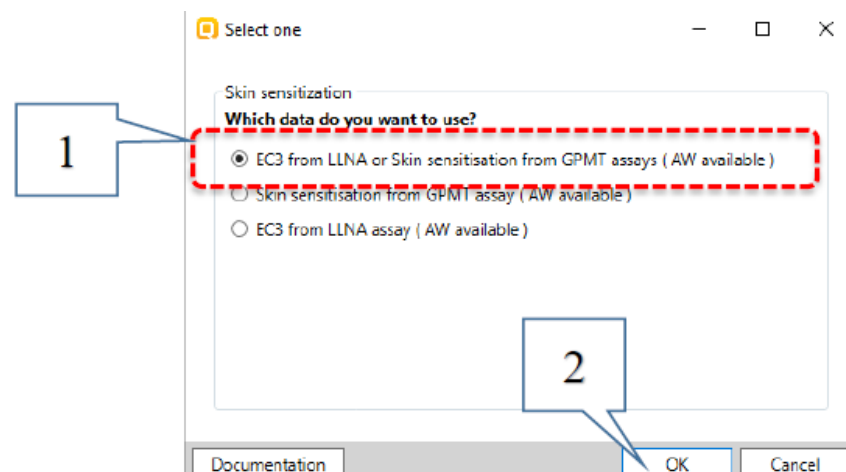 Select one
Skin sensitization
Which data do you want to use?
1
EC3 from LLNA or Skin sensitisation from GPMT assays ( AW available )
Skin sensitisation from GPMT assay ( AW available )
EC3 from LLNA assay ( AW available )
2
Documentation
OK
Cancel